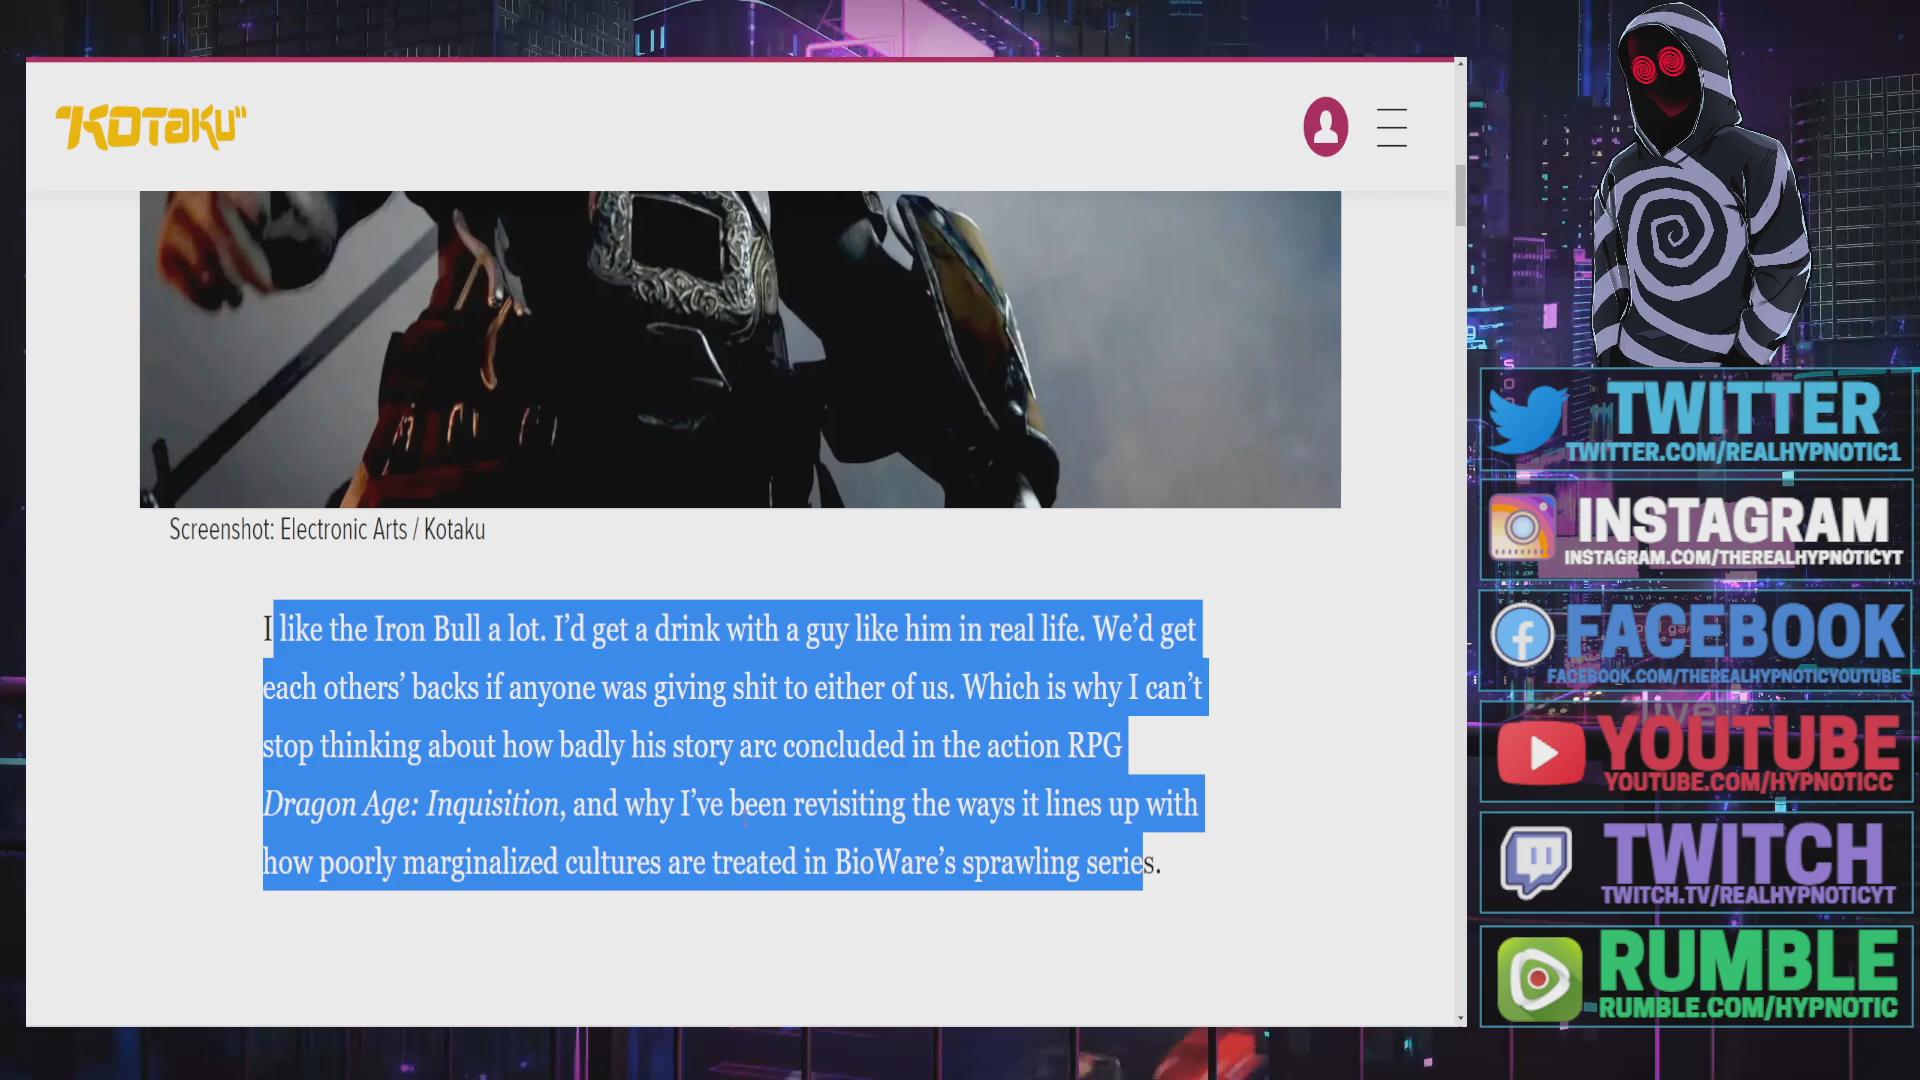 "KOTAKU"
Screenshot: Electronic Arts / Kotaku
I like the Iron Bull a lot. I’d get a drink with a guy like him in real life. We’d get
each others’ backs if anyone was giving shit to either of us. Which is why I can’t
stop thinking about how badly his story arc concluded in the action RPG
Dragon Age: Inquisition, and why I’ve been revisiting the ways it lines up with
how poorly marginalized cultures are treated in BioWare’s sprawling series.
TWITTER
TWITTER.COM/REALHYPNOTIC1
INSTAGRAM
INSTAGRAM.COM/THEREALHYPNOTICYT
FACEBOOK
FACEBOOK.COM/THEREALHYPNOTICYOUTUBE
live
YOUTUBE
YOUTUBE.COM/HYPNOTICC
TWITCH
TWITCH.TV/REALHYPNOTICYT
RUMBLE
RUMBLE.COM/HYPNOTIC